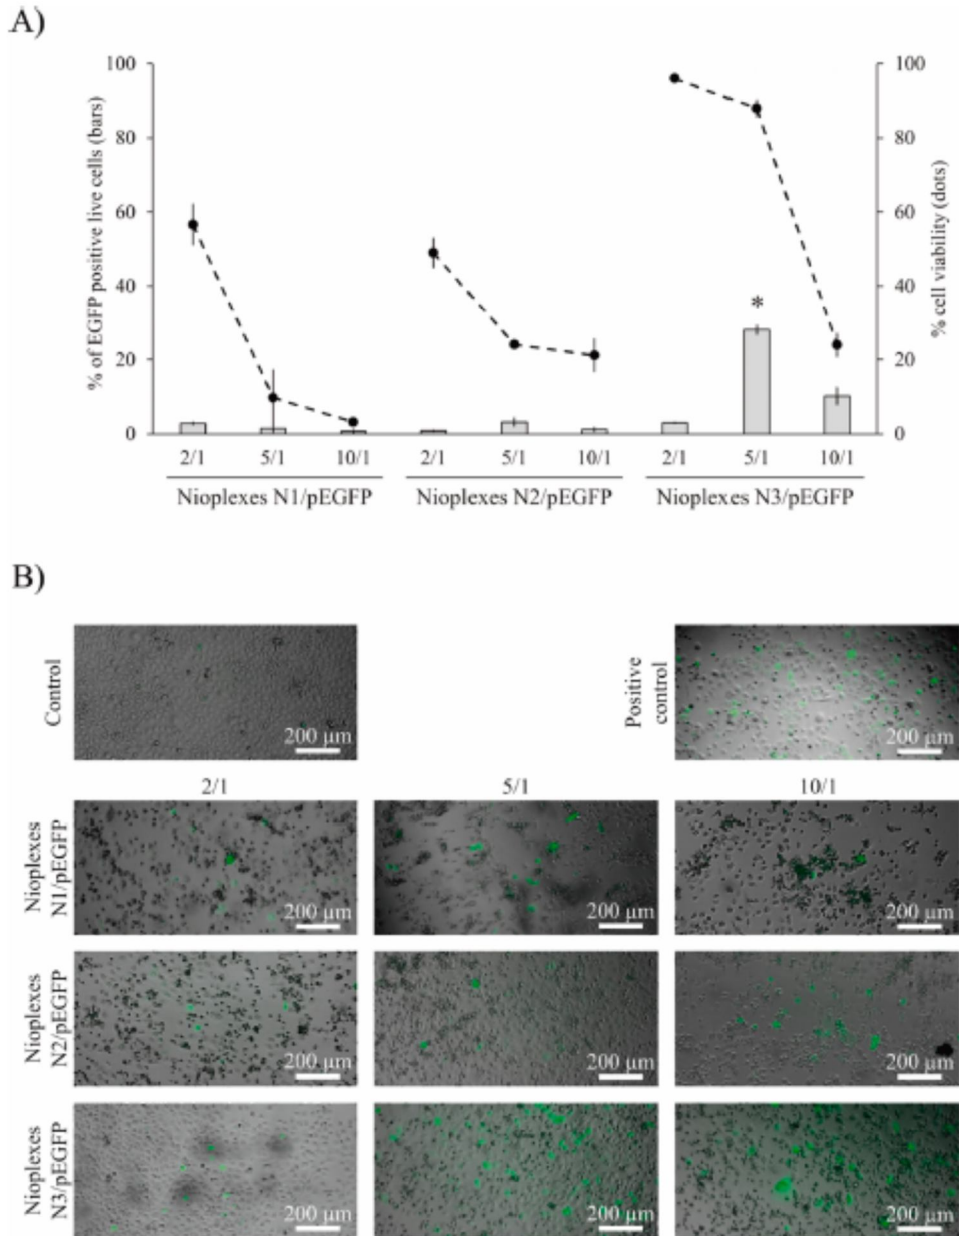 A)
% of EGFP positive live cells (bars)
100
80
60
40
20
0
100
80
60
40
20
0
% cell viability (dots)
*
2/1
5/1
10/1
2/1
5/1
10/1
2/1
5/1
10/1
Nioplexes N1/pEGFP
Nioplexes N2/pEGFP
Nioplexes N3/pEGFP
B)
Control
200 μm
Positive
control
200 μm
2/1
5/1
10/1
Nioplexes
N1/pEGFP
200 μm
200 μm
200 μm
Nioplexes
N2/pEGFP
200 μm
200 μm
200 μm
Nioplexes
N3/pEGFP
200 μm
200 μm
200 μm